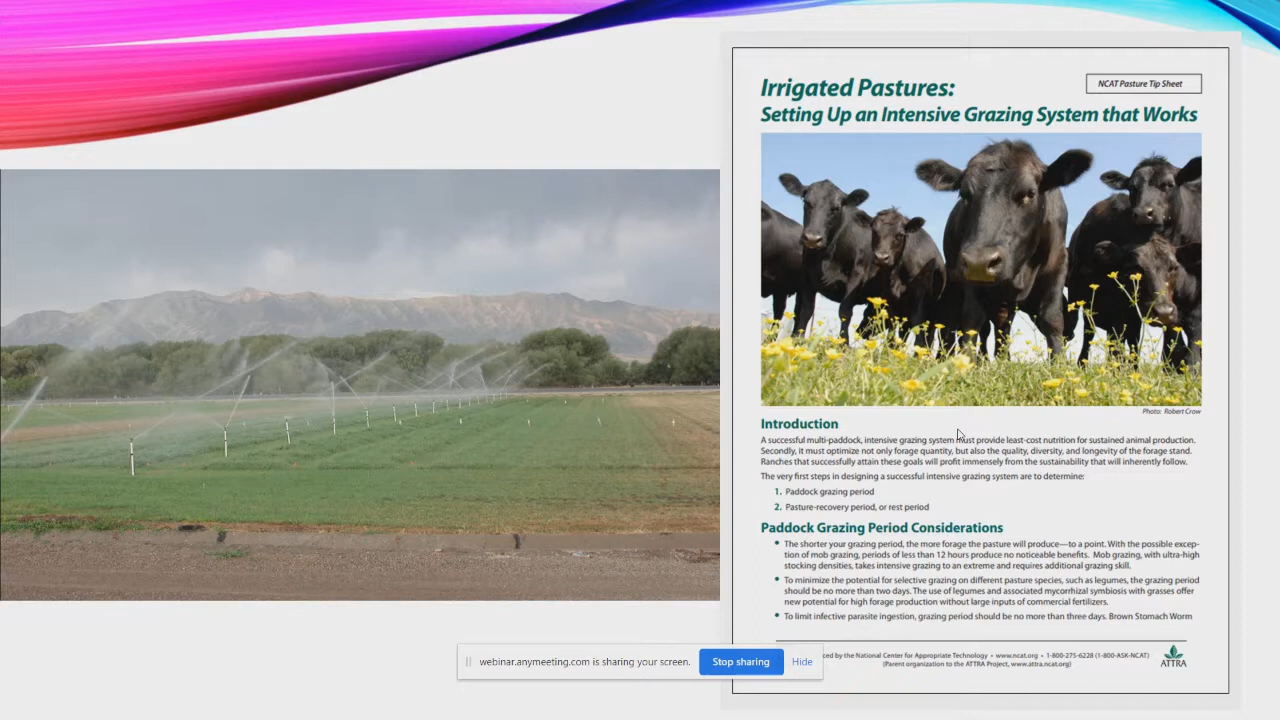 Irrigated Pastures:
NCAT Pasture Tip Sheet
Setting Up an Intensive Grazing System that Works
Photo: Robert Crow
Introduction
A successful multi-paddock, intensive grazing system must provide least-cost nutrition for sustained animal production.
Secondly, it must optimize not only forage quantity, but also the quality, diversity, and longevity of the forage stand.
Ranches that successfully attain these goals will profit immensely from the sustainability that will inherently follow.
The very first steps in designing a successful intensive grazing system are to determine:
1. Paddock grazing period
2. Pasture-recovery period, or rest period
Paddock Grazing Period Considerations
• The shorter your grazing period, the more forage the pasture will produce—to a point. With the possible excep-
tion of mob grazing, periods of less than 12 hours produce no noticeable benefits. Mob grazing, with ultra-high
stocking densities, takes intensive grazing to an extreme and requires additional grazing skill.
• To minimize the potential for selective grazing on different pasture species, such as legumes, the grazing period
should be no more than two days. The use of legumes and associated mycorrhizal symbiosis with grasses offer
new potential for high forage production without large inputs of commercial fertilizers.
• To limit infective parasite ingestion, grazing period should be no more than three days. Brown Stomach Worm
by the National Center for Appropriate Technology • www.ncat.org • 1-800-275-6228 (1-800-ASK-NCAT)
(Parent organization to the ATTRA Project, www.attra.ncat.org)
ATTRA
webinar.anymeeting.com is sharing your screen.
Stop sharing
Hide